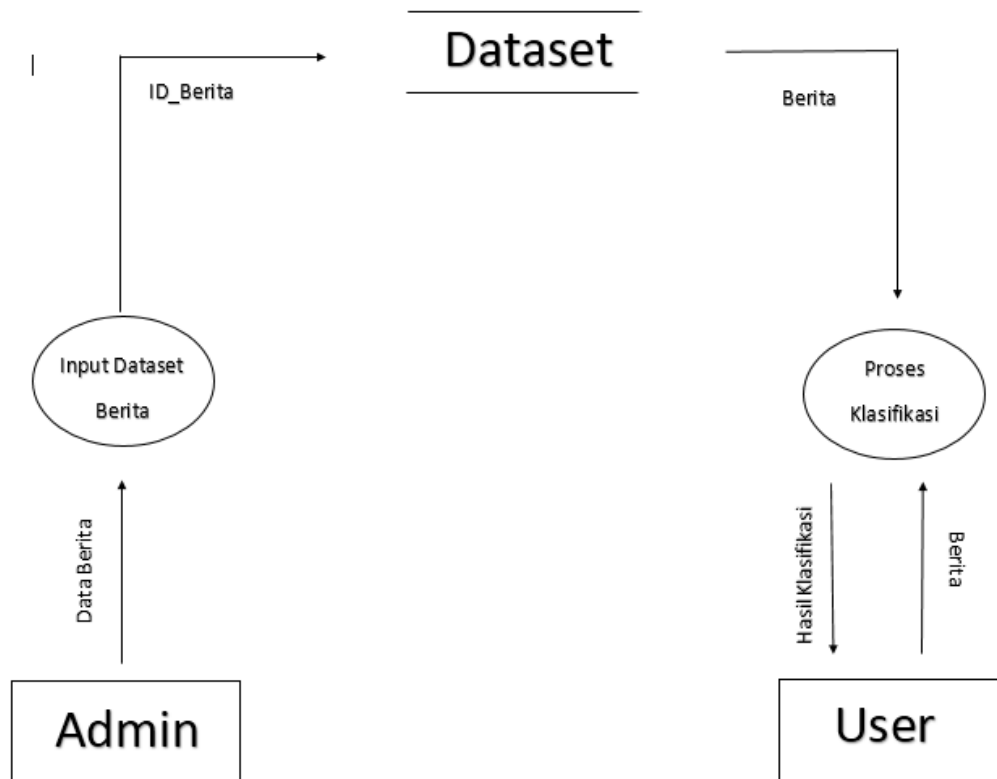 Dataset
ID_Berita
Berita
Input Dataset
Berita
Proses
Klasifikasi
Data Berita
Hasil Klasifikasi
Berita
Admin
User